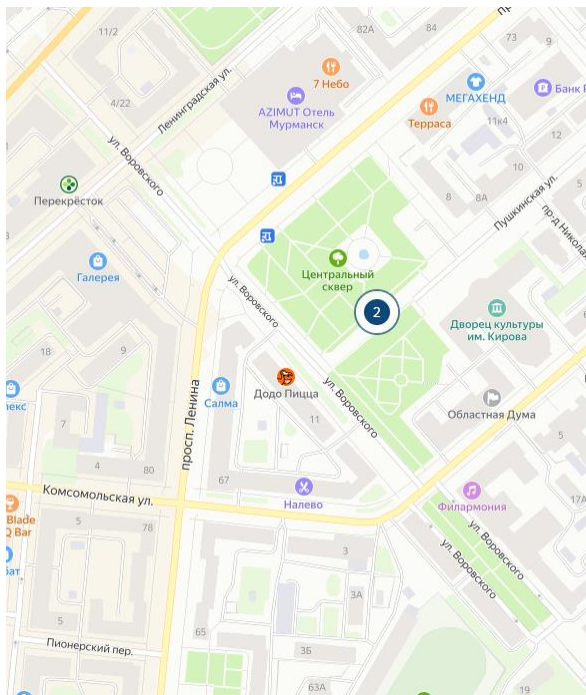 11/2
82А
84
73
9
7 Небо
AZIMUT Отель
Мурманск
МЕГАХЕНД
Банк
4/22
Ленинградская ул.
Терраса
11к4
12
ул. Воровского
10
5
Перекрёсток
8
8А
Пушкинская ул.
пр-д Никола
Галерея
Центральный
сквер
ул. Воровского
2
Дворец культуры
им. Кирова
18
9
просп. Ленина
Салма
Додо Пицца
ул. Воровского
11
Областная Дума
лекс
7
4
80
67
5
Комсомольская ул.
Налево
Филармония
17А
Blade
Q Bar
5
78
ул. Воровского
ул. Воровского
бат
3
3А
5
65
Пионерский пер.
3Б
63А
19